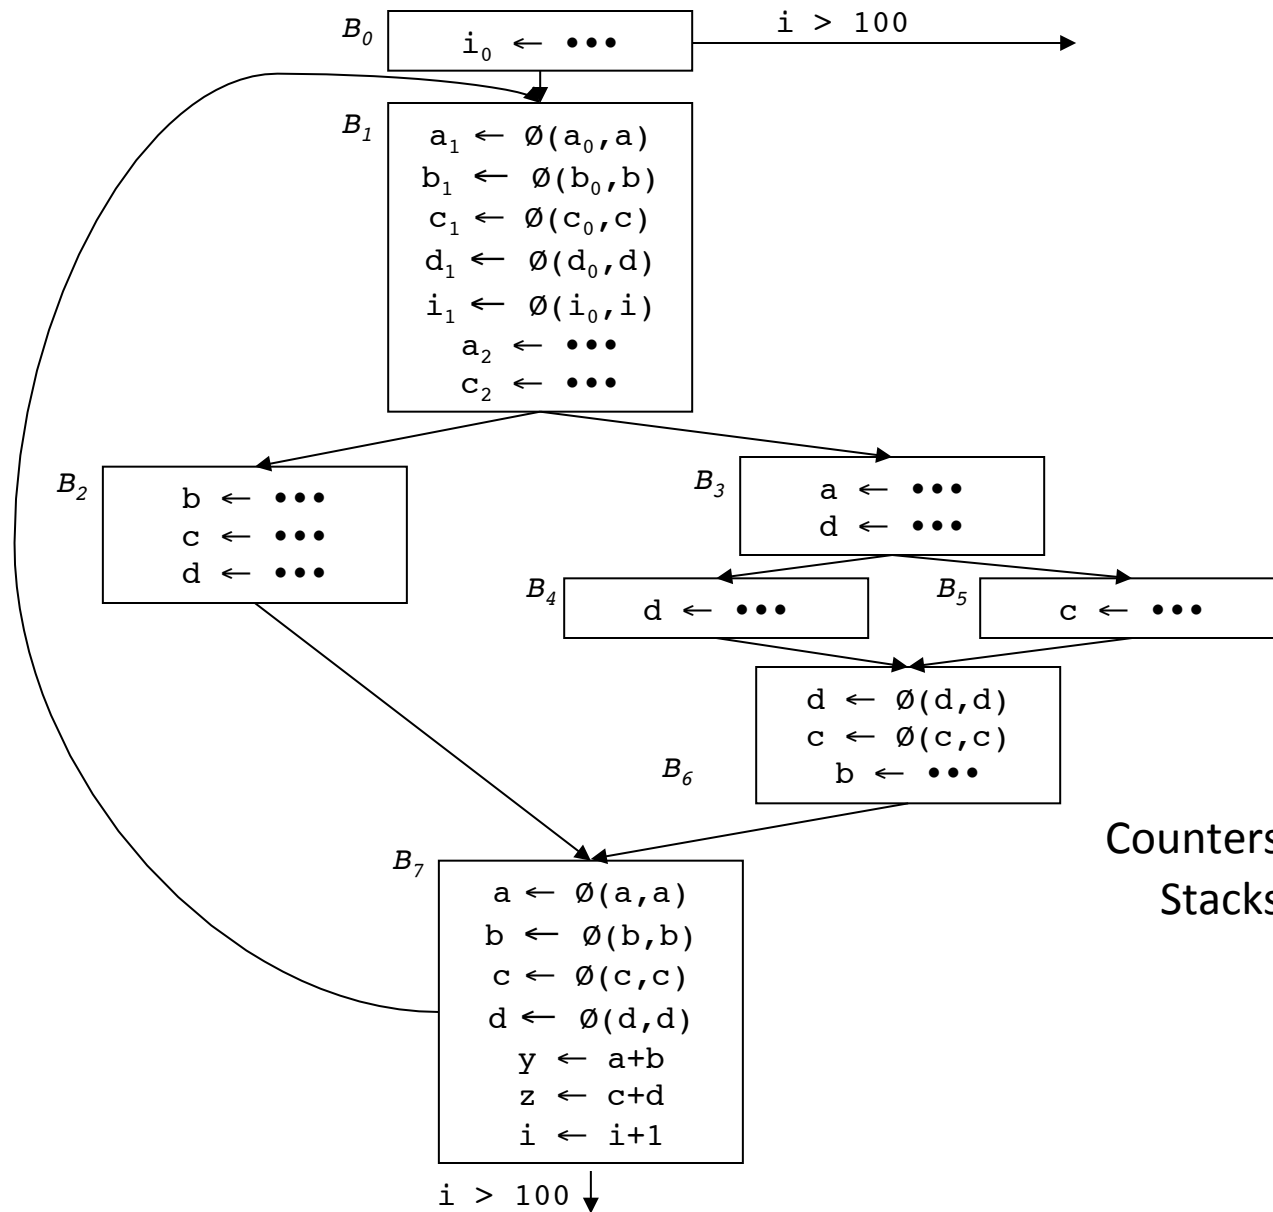 B₀
i₀ ← •••
i > 100
B₁
a₁ ← Ø(a₀,a)
b₁ ← Ø(b₀,b)
c₁ ← Ø(c₀,c)
d₁ ← Ø(d₀,d)
i₁ ← Ø(i₀,i)
a₂ ← •••
c₂ ← •••
B₂
b ← •••
c ← •••
d ← •••
B₃
a ← •••
d ← •••
B₄
d ← •••
B₅
c ← •••
B₆
d ← Ø(d,d)
c ← Ø(c,c)
b ← •••
Counters
Stacks
B₇
a ← Ø(a,a)
b ← Ø(b,b)
c ← Ø(c,c)
d ← Ø(d,d)
y ← a+b
z ← c+d
i ← i+1
i > 100